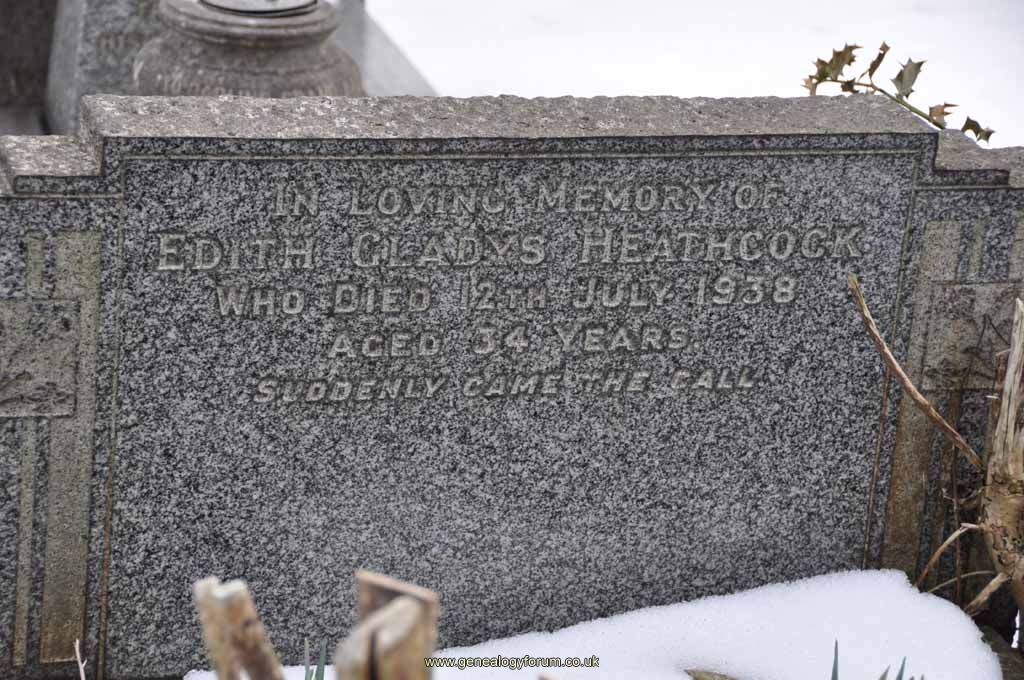 In Loving Memory of
Edith Gladys Heathcock
Who Died 12th July 1938
Aged 34 Years.
Suddenly came the call.
www.genealogyforum.co.uk